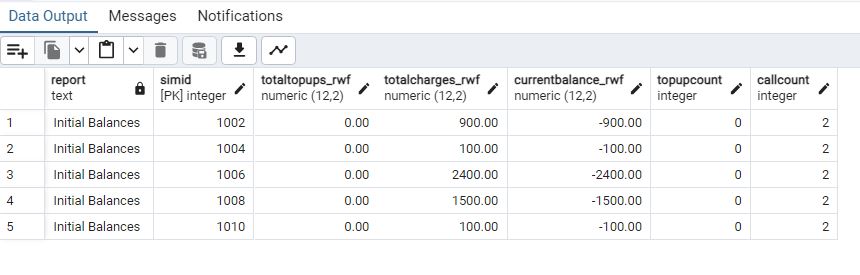 Data Output Messages Notifications
report simid totaltopups_rwf totalcharges_rwf currentbalance_rwf topupcount callcount
text [PK] integer numeric (12,2) numeric (12,2) numeric (12,2) integer integer
1 Initial Balances 1002 0.00 900.00 -900.00 0 2
2 Initial Balances 1004 0.00 100.00 -100.00 0 2
3 Initial Balances 1006 0.00 2400.00 -2400.00 0 2
4 Initial Balances 1008 0.00 1500.00 -1500.00 0 2
5 Initial Balances 1010 0.00 100.00 -100.00 0 2